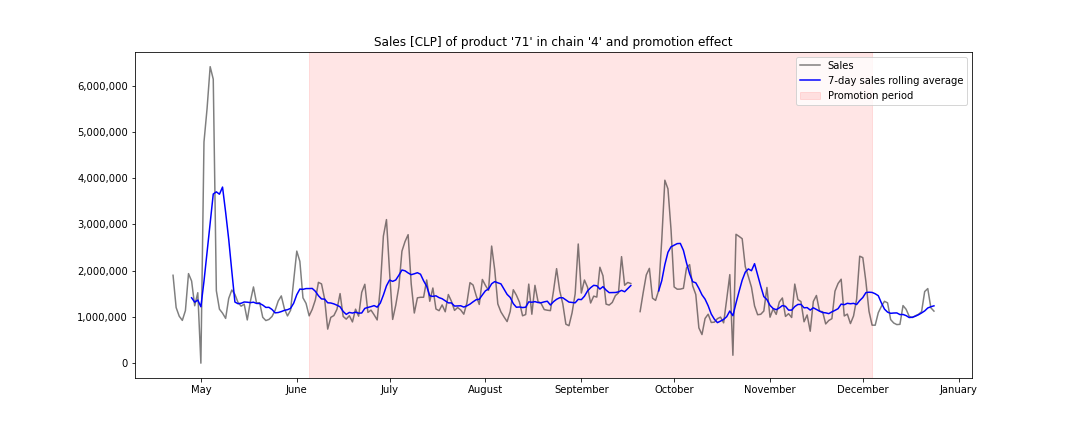 Sales [CLP] of product '71' in chain '4' and promotion effect
Sales
7-day sales rolling average
Promotion period
6,000,000
5,000,000
4,000,000
3,000,000
2,000,000
1,000,000
0
May June July August September October November December January